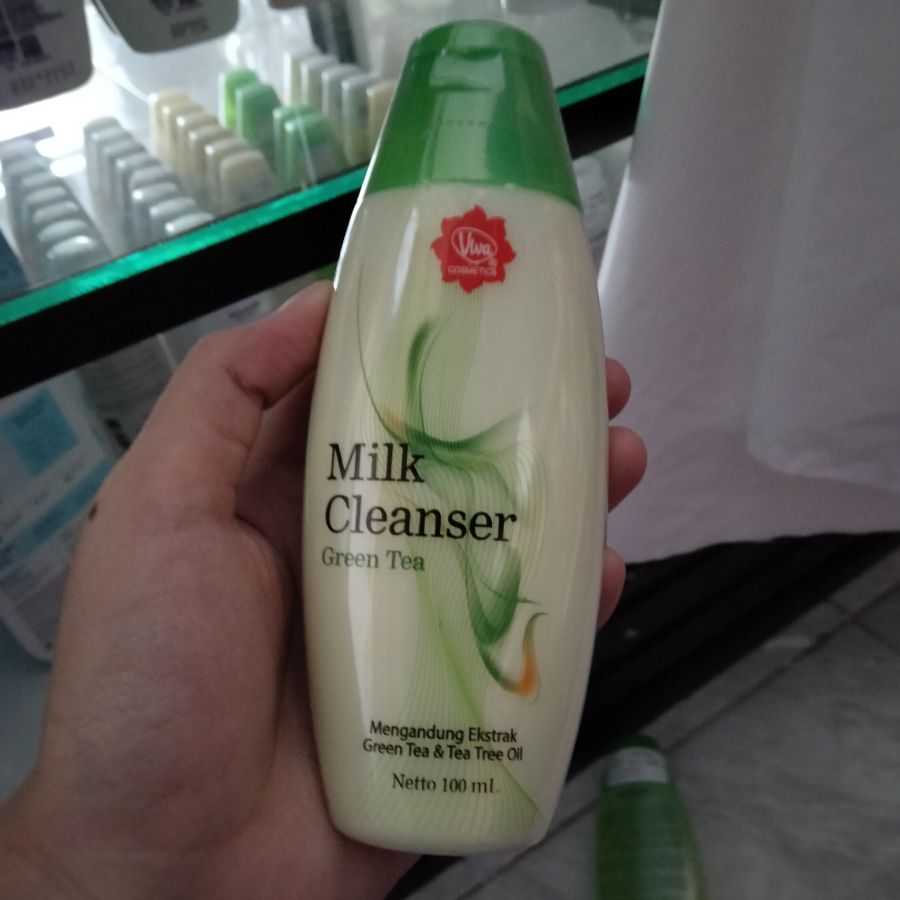 Viva
COSMETICS
Milk
Cleanser
Green Tea
Mengandung Ekstrak
Green Tea & Tea Tree Oil
Netto 100 mL